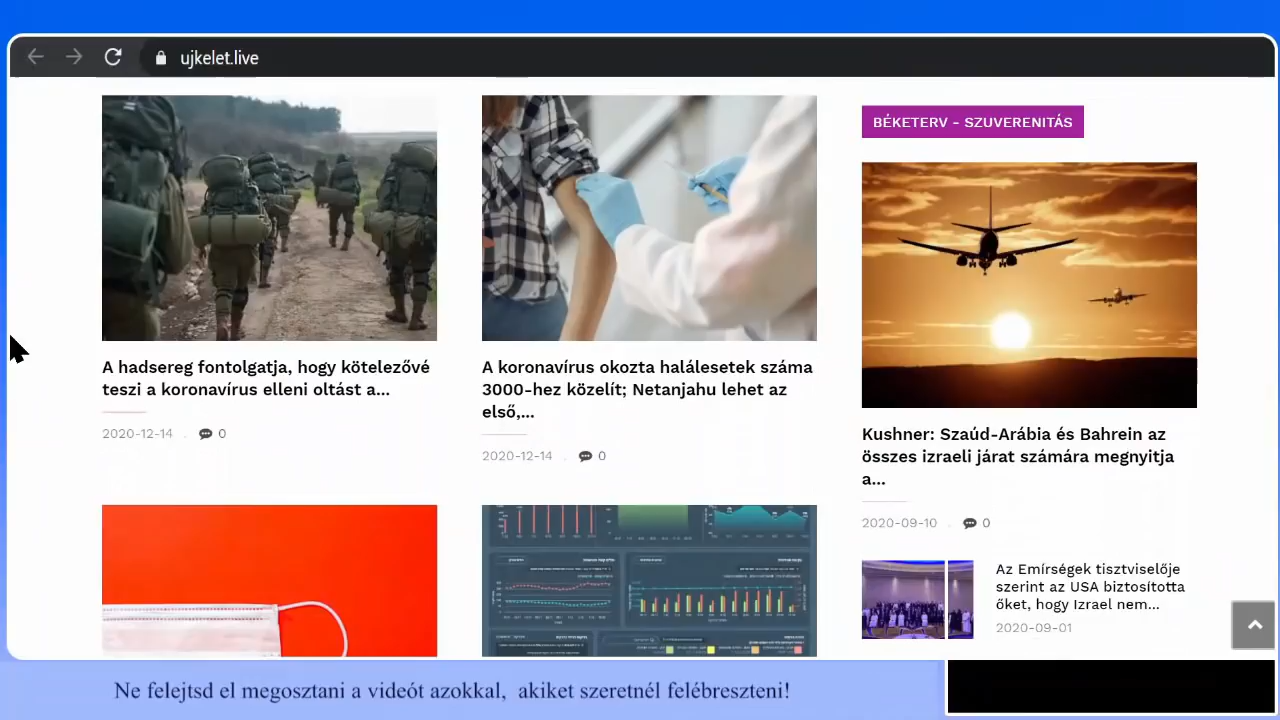 ujkelet.live
A hadsereg fontolgatja, hogy kötelezővé
teszi a koronavírus elleni oltást a...
2020-12-14 . 0
A koronavírus okozta halálesetek száma
3000-hez közelít; Netanjahu lehet az
első,...
2020-12-14 . 0
BÉKETERV - SZUVERENITÁS
Kushner: Szaúd-Arábia és Bahrein az
összes izraeli járat számára megnyitja
a...
2020-09-10 . 0
Az Emírségek tisztviselője
szerint az USA biztosította
őket, hogy Izrael nem...
2020-09-01
Ne felejtsd el megosztani a videót azokkal, akiket szeretnél felébreszteni!